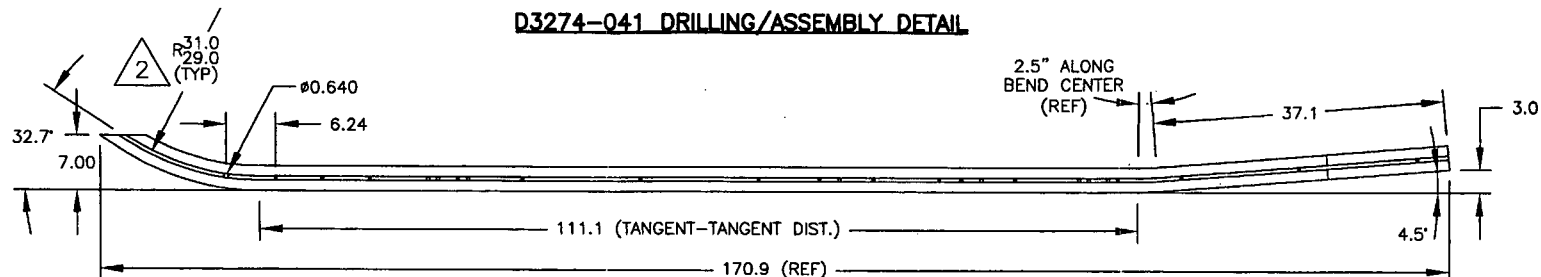 D3274-041 DRILLING/ASSEMBLY DETAIL
2
R31.0
29.0
(TYP)
ø0.640
6.24
32.7°
7.00
2.5" ALONG
BEND CENTER
(REF)
37.1
3.0
111.1 (TANGENT-TANGENT DIST.)
4.5°
170.9 (REF)